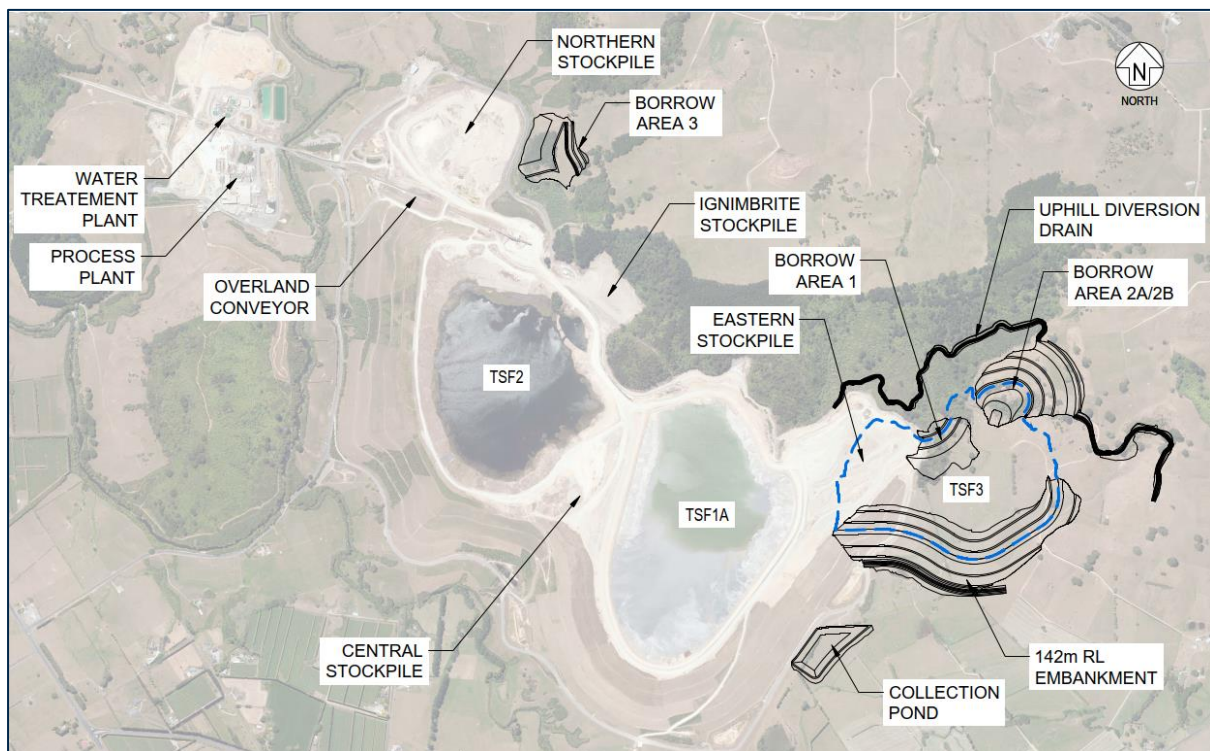 NORTHERN
STOCKPILE
NORTH
BORROW
AREA 3
WATER
TREATEMENT
PLANT
IGNIMBRITE
STOCKPILE
UPHILL DIVERSION
DRAIN
PROCESS
PLANT
BORROW
AREA 1
BORROW
AREA 2A/2B
OVERLAND
CONVEYOR
EASTERN
STOCKPILE
TSF2
TSF3
TSF1A
CENTRAL
STOCKPILE
142m RL
EMBANKMENT
COLLECTION
POND